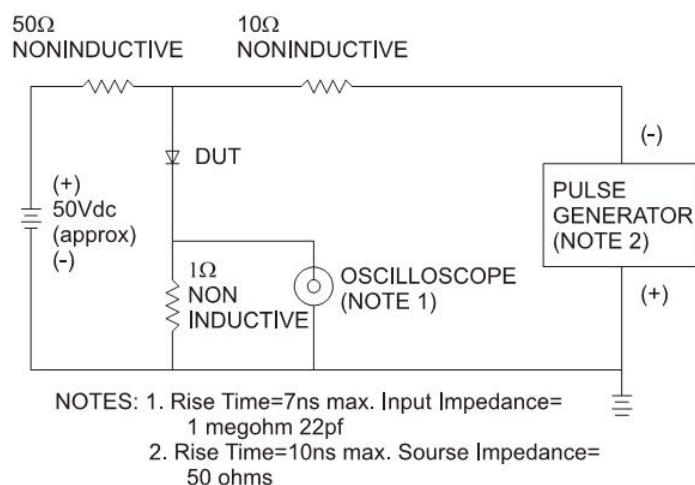 50Ω
NONINDUCTIVE
10Ω
NONINDUCTIVE
DUT
(+)
50Vdc
(approx)
(-)
1Ω
NON
INDUCTIVE
OSCILLOSCOPE
(NOTE 1)
(-)
PULSE
GENERATOR
(NOTE 2)
(+)
NOTES: 1. Rise Time=7ns max. Input Impedance=
1 megohm 22pf
2. Rise Time=10ns max. Sourse Impedance=
50 ohms